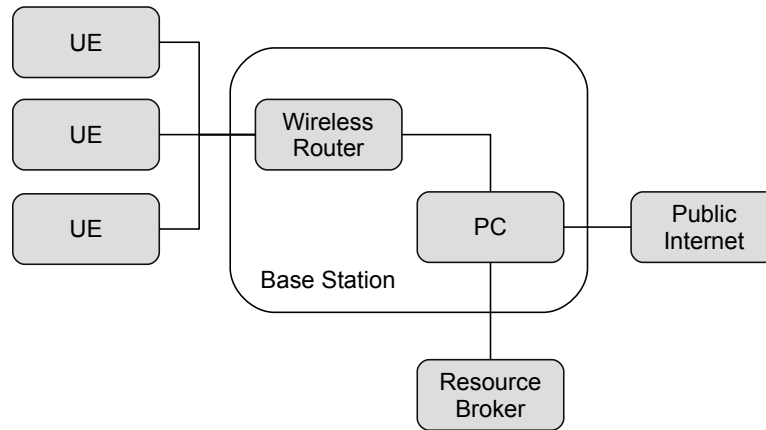 UE
UE
UE
Wireless
Router
PC
Public
Internet
Base Station
Resource
Broker